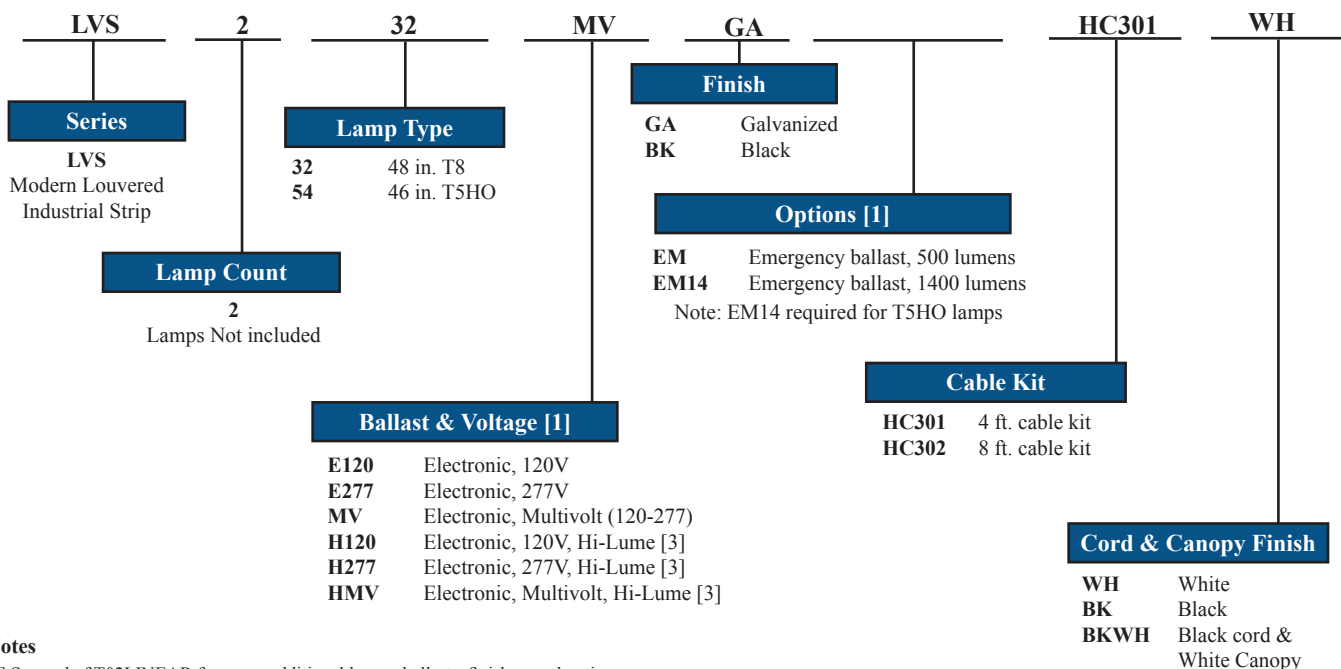 LVS 2 32 MV GA HC301 WH
Series
LVS
Modern Louvered
Industrial Strip
Lamp Count
2
Lamps Not included
Lamp Type
32 48 in. T8
54 46 in. T5HO
Ballast & Voltage [1]
E120 Electronic, 120V
E277 Electronic, 277V
MV Electronic, Multivolt (120-277)
H120 Electronic, 120V, Hi-Lume [3]
H277 Electronic, 277V, Hi-Lume [3]
HMV Electronic, Multivolt, Hi-Lume [3]
Finish
GA Galvanized
BK Black
Options [1]
EM Emergency ballast, 500 lumens
EM14 Emergency ballast, 1400 lumens
Note: EM14 required for T5HO lamps
Cable Kit
HC301 4 ft. cable kit
HC302 8 ft. cable kit
Cord & Canopy Finish
WH White
BK Black
BKWH Black cord &
White Canopy
otes